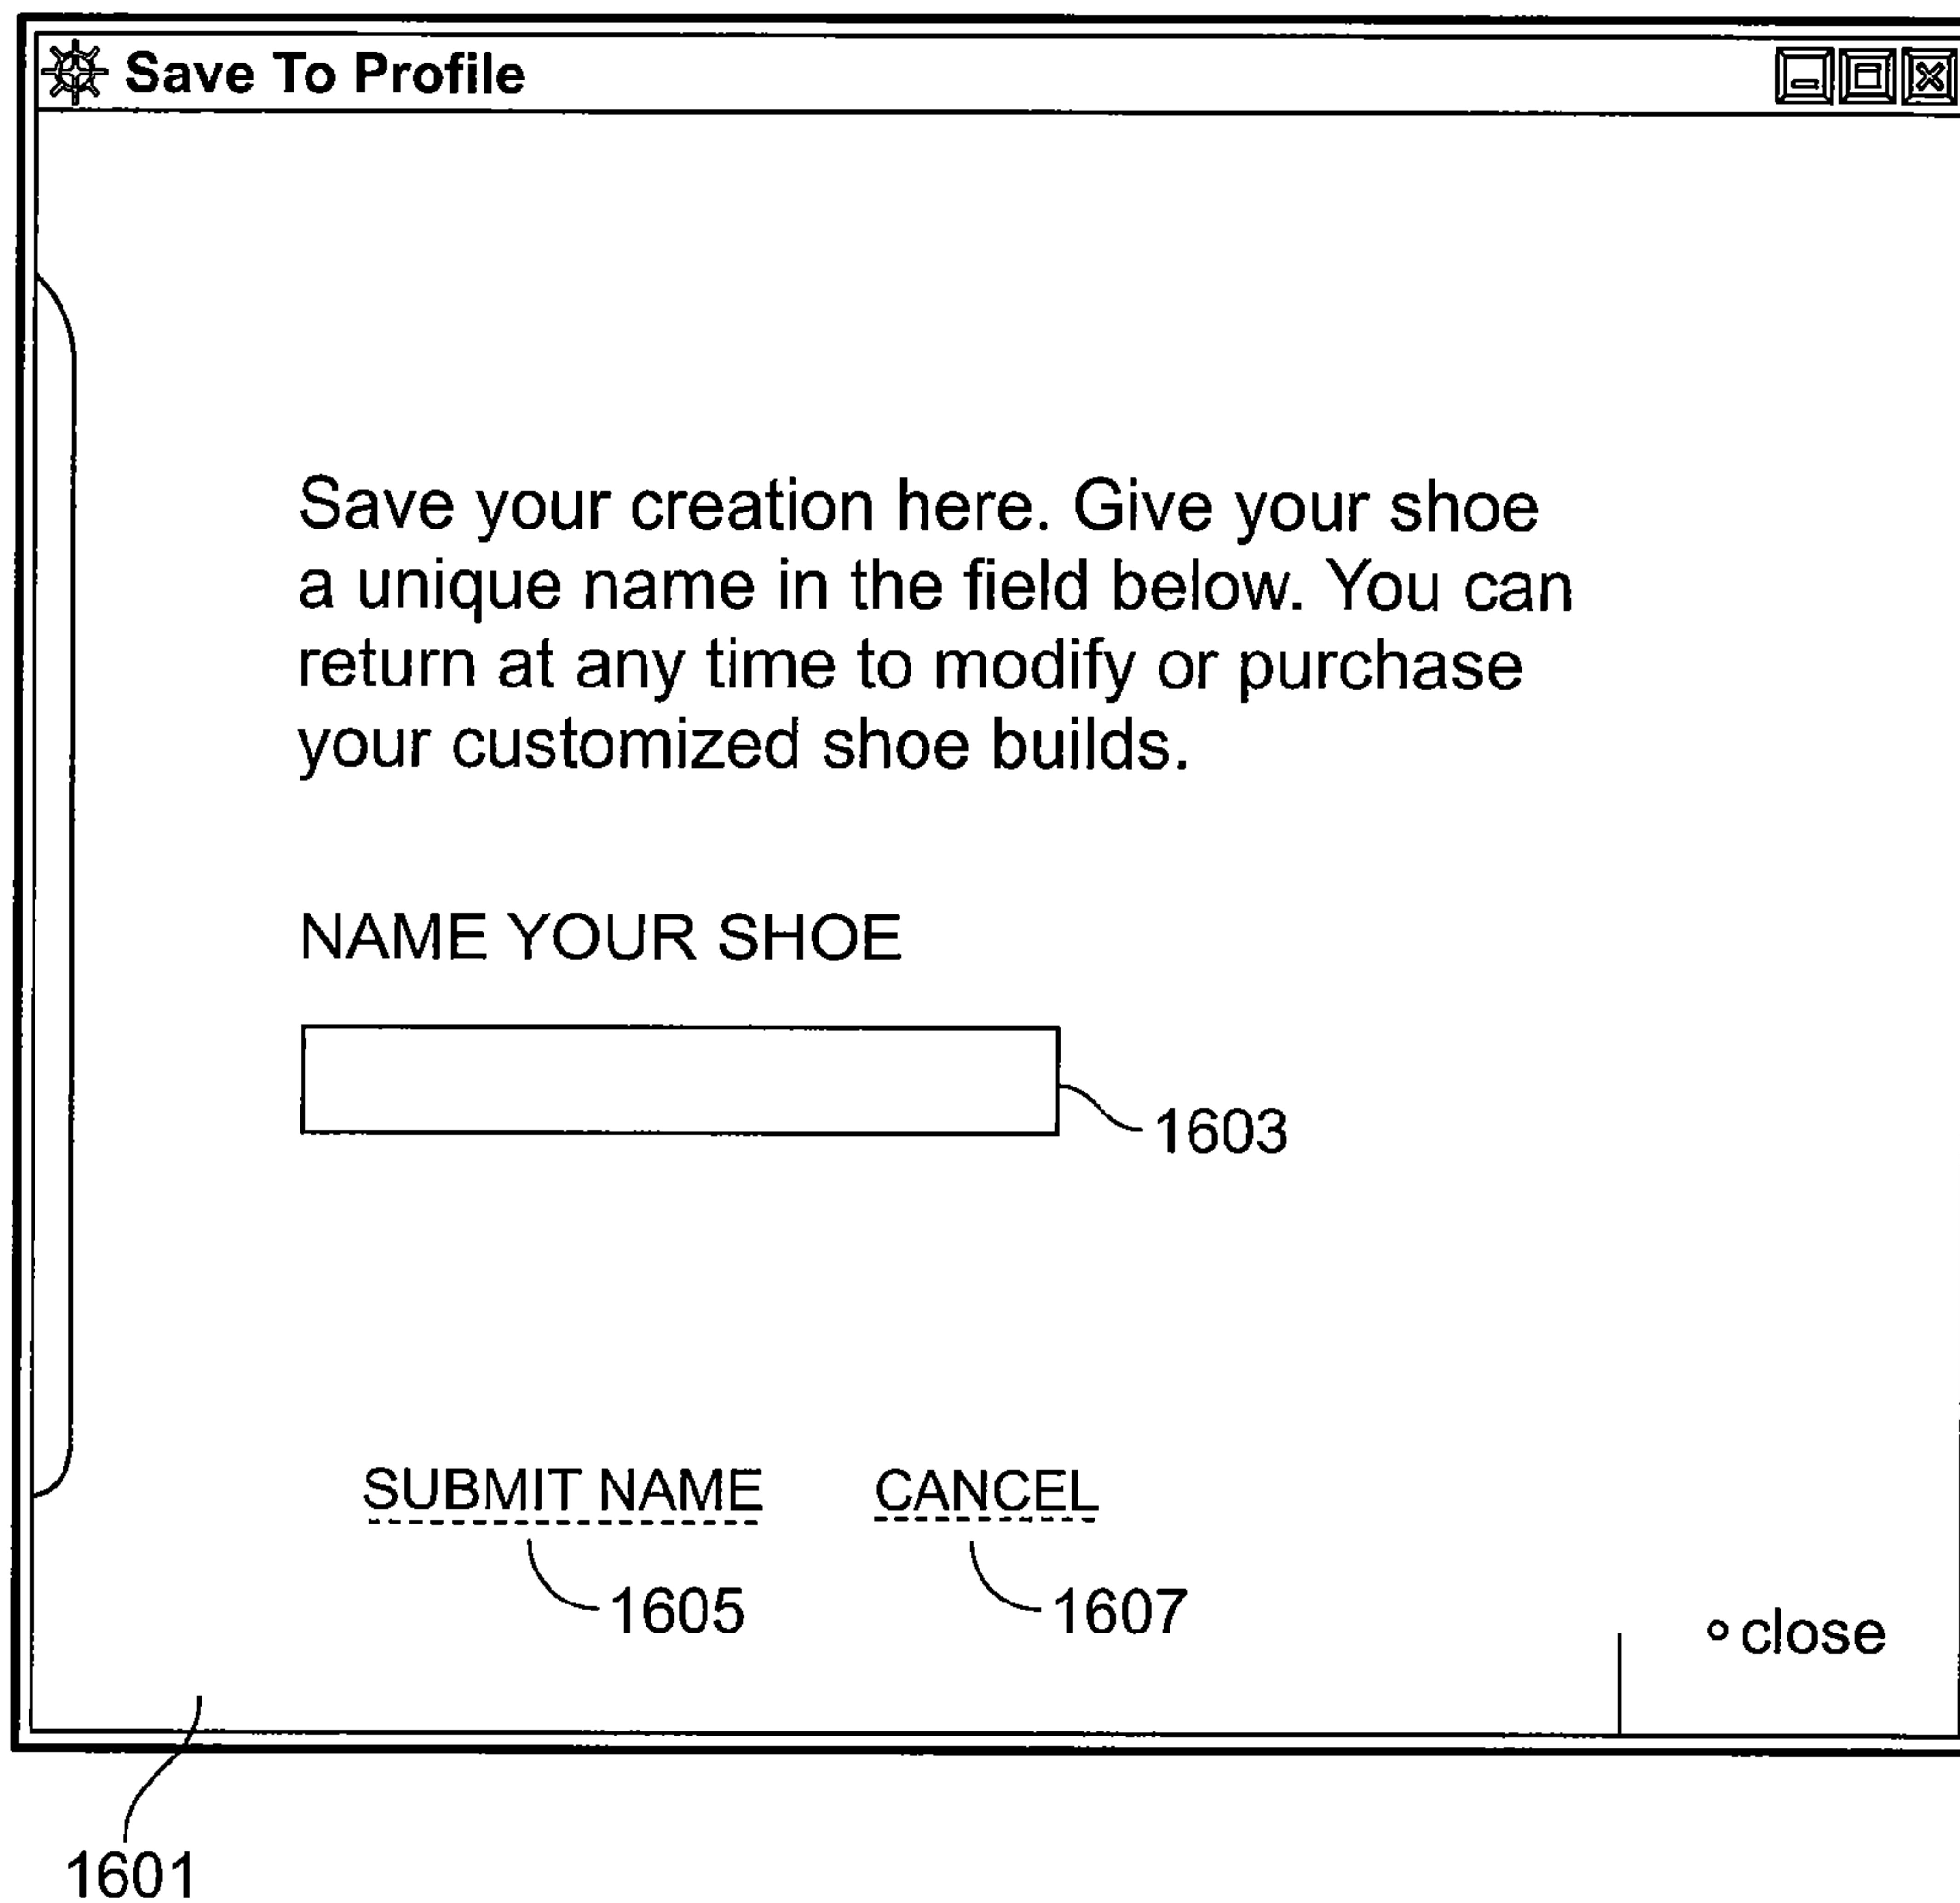 Save To Profile
Save your creation here. Give your shoe
a unique name in the field below. You can
return at any time to modify or purchase
your customized shoe builds.
NAME YOUR SHOE
1603
SUBMIT NAME CANCEL
1605 1607
close
1601